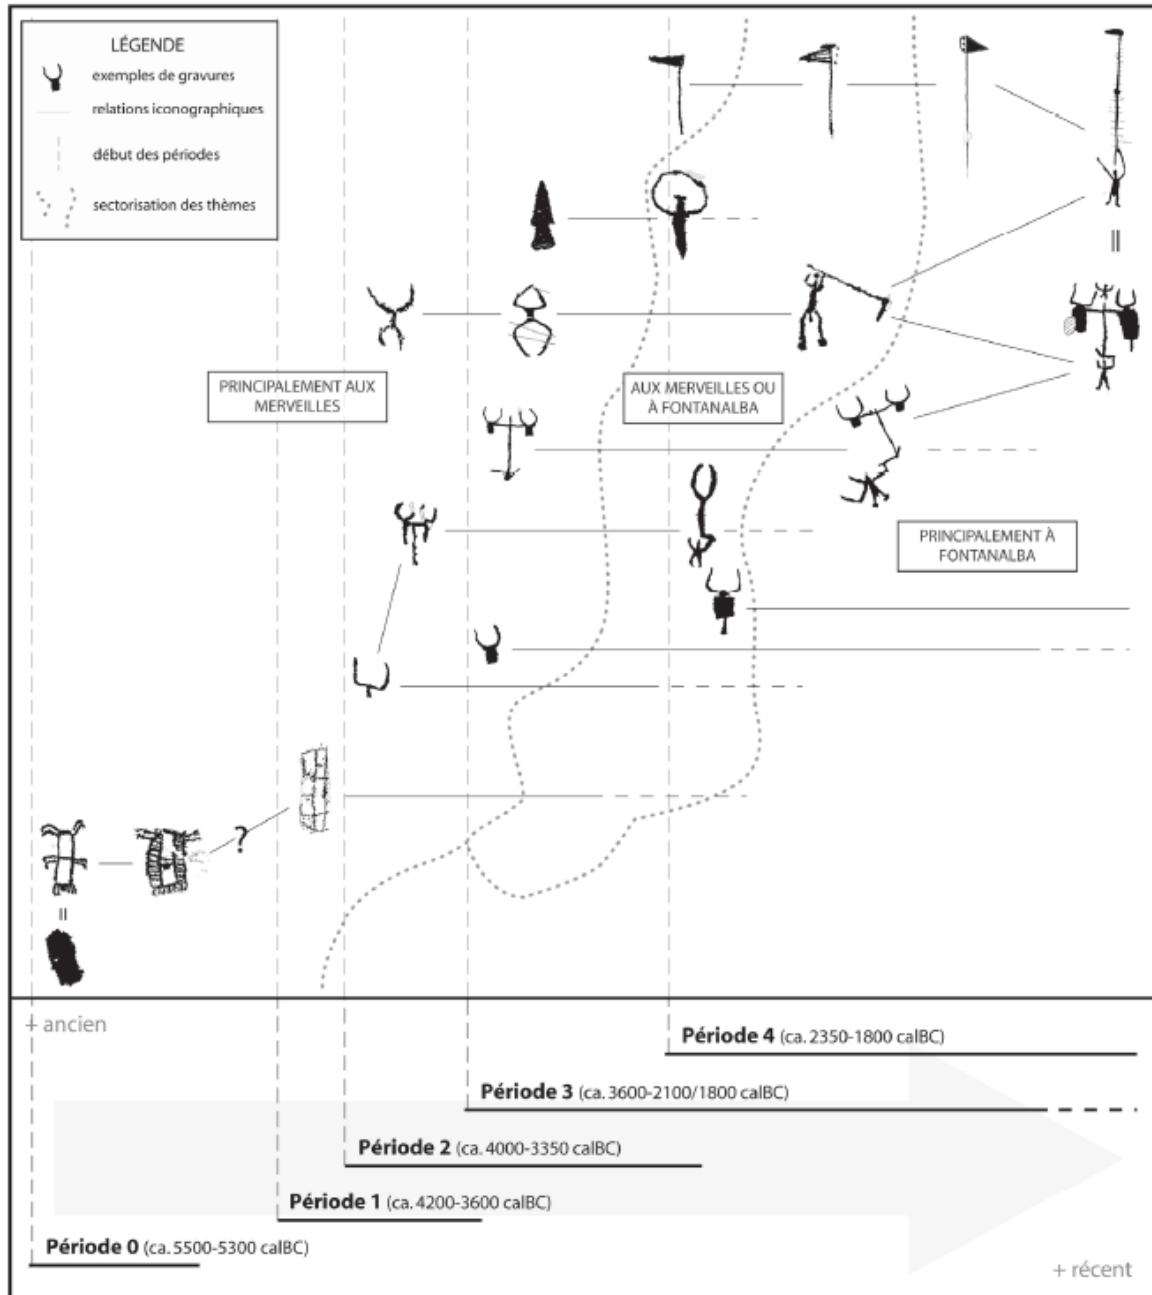 LÉGENDE
exemples de gravures
relations iconographiques
début des périodes
sectorisation des thèmes
PRINCIPALEMENT AUX
MERVEILLES
AUX MERVEILLES OU
À FONTANALBA
PRINCIPALEMENT À
FONTANALBA
?
+ ancien
Période 4 (ca. 2350-1800 calBC)
Période 3 (ca. 3600-2100/1800 calBC)
Période 2 (ca. 4000-3350 calBC)
Période 1 (ca. 4200-3600 calBC)
Période 0 (ca. 5500-5300 calBC)
+ récent